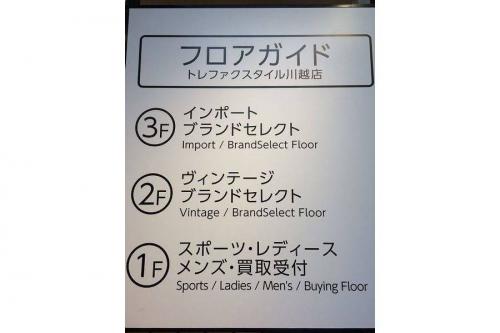 フロアガイド
トレファクスタイル川越店
3F
インポート
ブランドセレクト
Import / BrandSelect Floor
2F
ヴィンテージ
ブランドセレクト
Vintage / BrandSelect Floor
1F
スポーツ・レディース
メンズ・買取受付
Sports / Ladies / Men's / Buying Floor